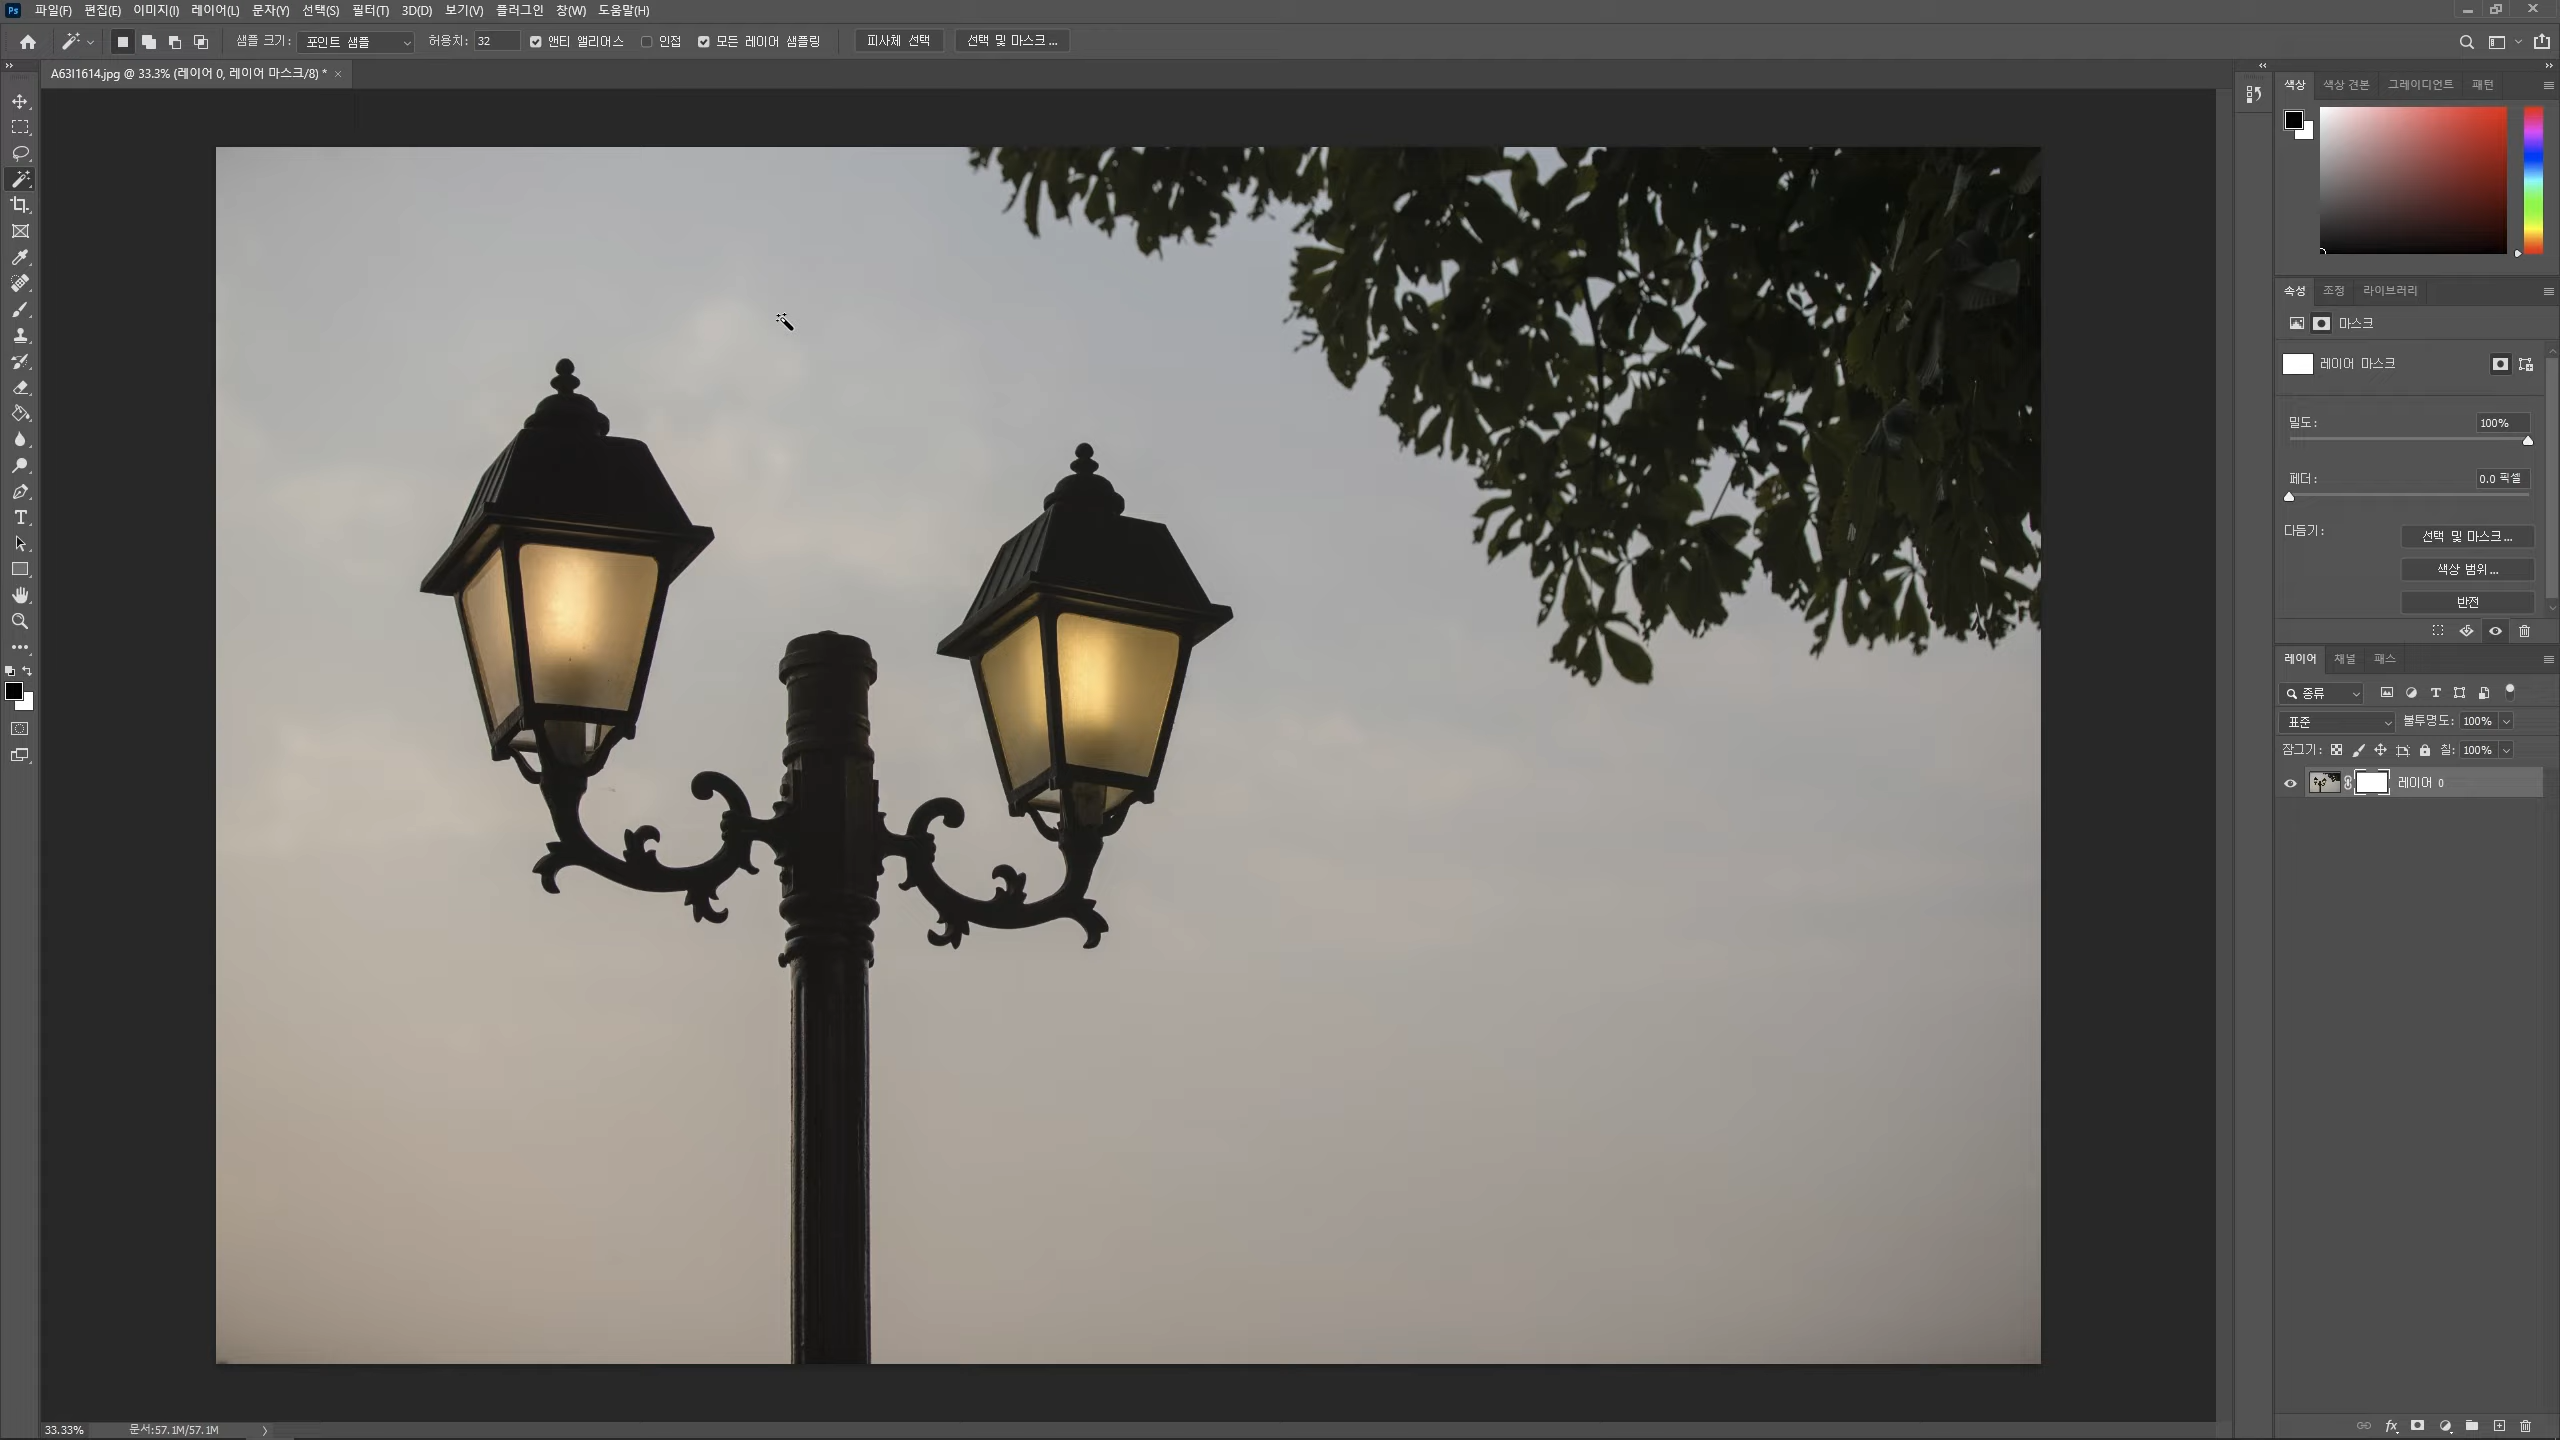 Ps 파일(F) 편집(E) 이미지(I) 레이어(L) 문자(Y) 선택(S) 필터(T) 3D(D) 보기(V) 플러그인 창(W) 도움말(H)
샘플 크기: 포인트 샘플 허용치: 32 앤티 앨리어스 인접 모든 레이어 샘플링 피사체 선택 선택 및 마스크...
A63I1614.jpg @ 33.3% (레이어 0, 레이어 마스크/8) *
색상 색상 견본 그레이디언트 패턴
속성 조정 라이브러리
마스크
레이어 마스크
밀도: 100%
페더: 0.0 픽셀
다듬기: 선택 및 마스크...
색상 범위...
반전
레이어 채널 패스
종류
표준 불투명도: 100%
잠그기: 칠: 100%
레이어 0
33.33% 문서:57.1M/57.1M